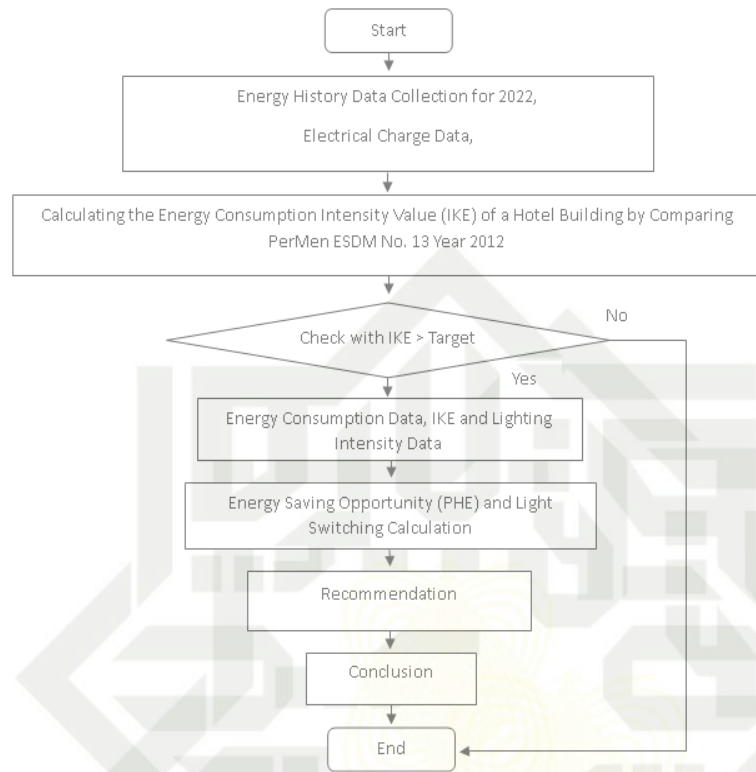 Start
Energy History Data Collection for 2022,
Electrical Charge Data,
Calculating the Energy Consumption Intensity Value (IKE) of a Hotel Building by Comparing
PerMen ESDM No. 13 Year 2012
Check with IKE > Target
No
Yes
Energy Consumption Data, IKE and Lighting
Intensity Data
Energy Saving Opportunity (PHE) and Light
Switching Calculation
Recommendation
Conclusion
End